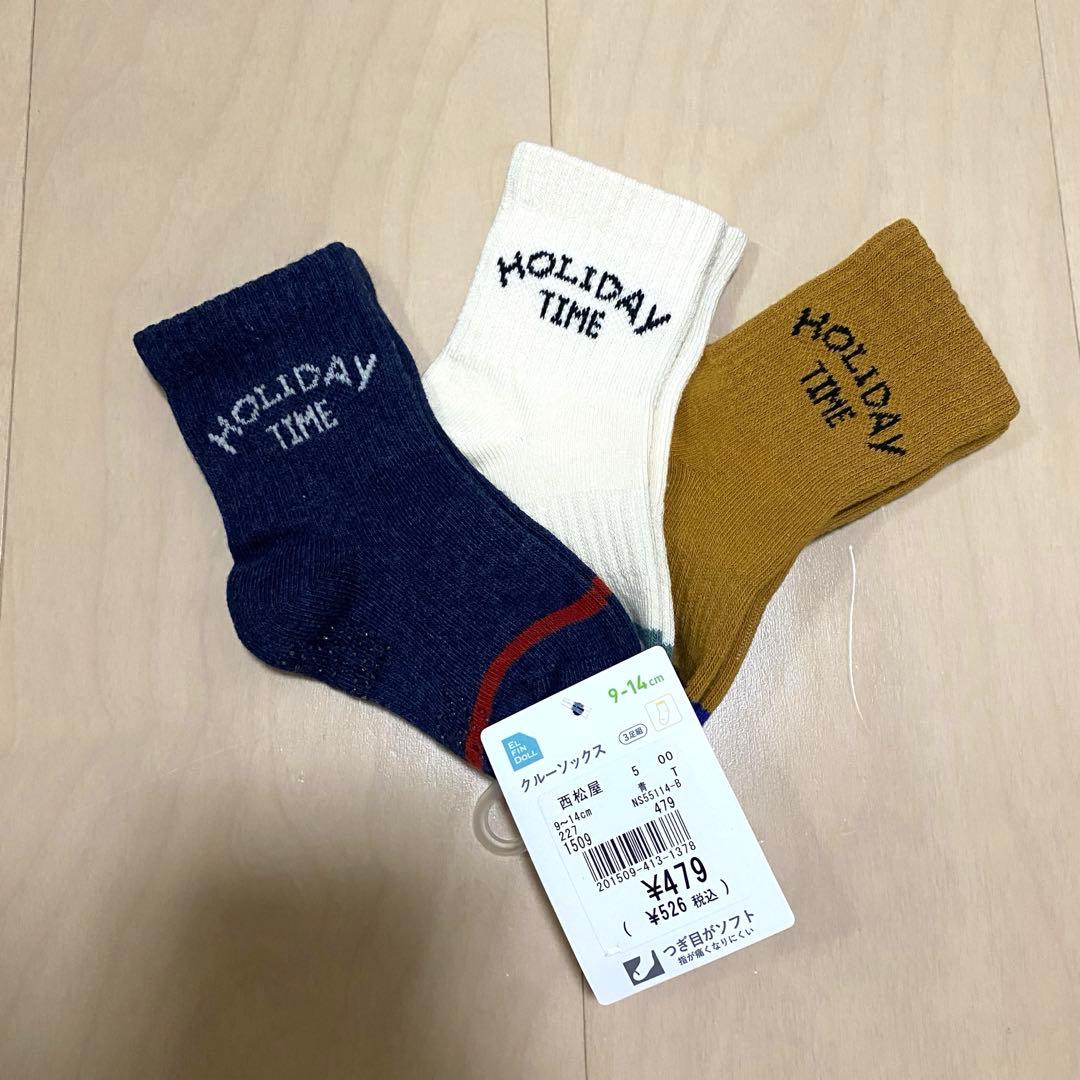 HOLIDAY
TIME
HOLIDAY
TIME
HOLIDAY
TIME
9-14cm
EL
FIN
DOLL
クルーソックス
3足組
西松屋 5 00
青 T
9~14cm NS55114-B
227 479
1509
201509-413-1378
¥479
( ¥526 税込 )
つぎ目がソフト
指が痛くなりにくい